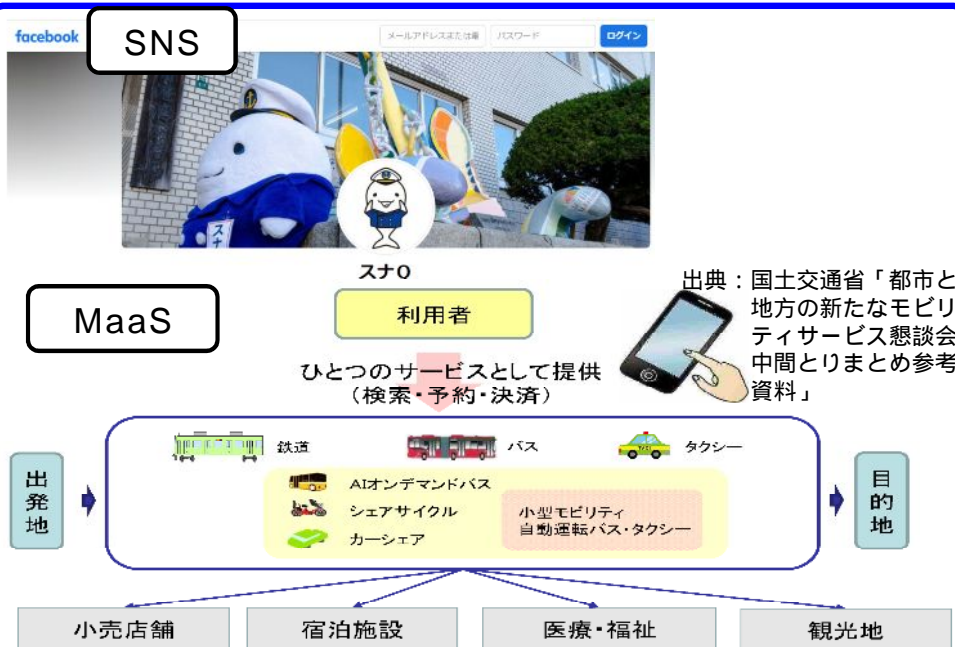 facebook
SNS
メールアドレスまたは電
パスワード
ログイン
スナ
スナ0
MaaS
利用者
出典：国土交通省「都市と
地方の新たなモビリ
ティサービス懇談会
中間とりまとめ参考
資料」
ひとつのサービスとして提供
（検索・予約・決済）
鉄道
バス
タクシー
出発地
AIオンデマンドバス
シェアサイクル
カーシェア
小型モビリティ
自動運転バス・タクシー
目的地
小売店舗
宿泊施設
医療・福祉
観光地